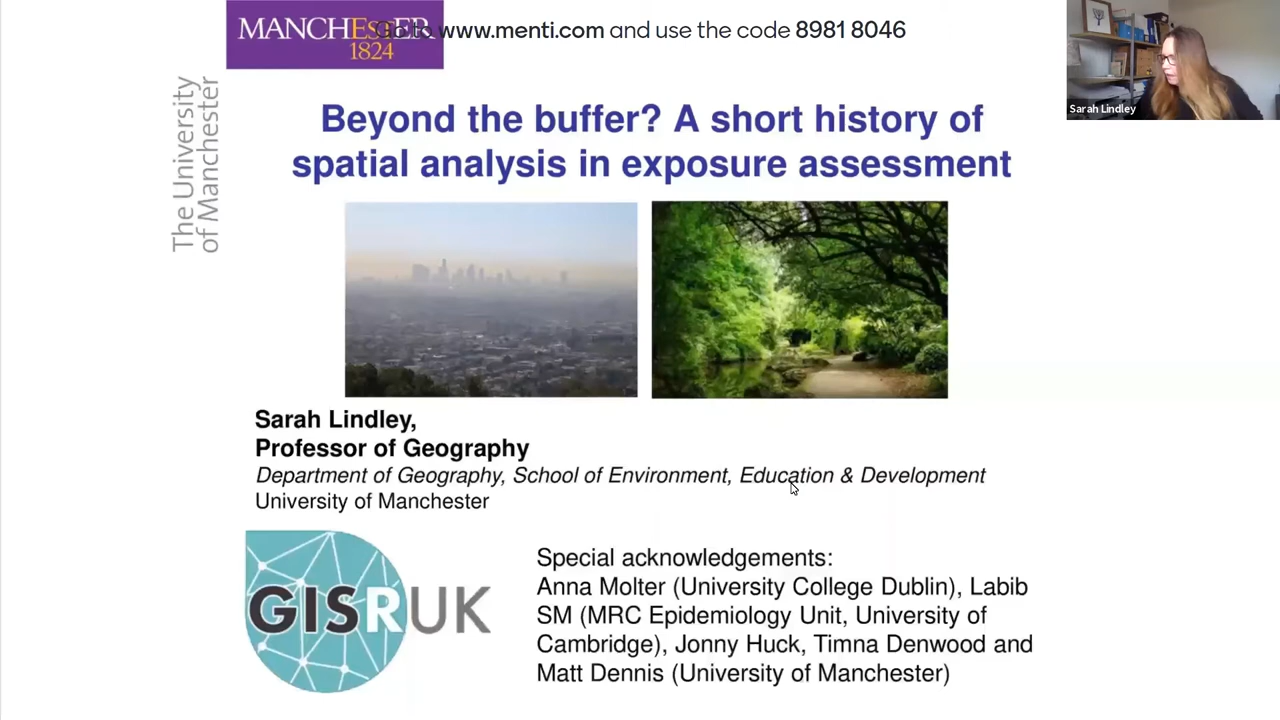 MANCHESTER
1824
Go to www.menti.com and use the code 8981 8046
The University
of Manchester
Sarah Lindley
Beyond the buffer? A short history of
spatial analysis in exposure assessment
Sarah Lindley,
Professor of Geography
Department of Geography, School of Environment, Education & Development
University of Manchester
GISRUK
Special acknowledgements:
Anna Molter (University College Dublin), Labib
SM (MRC Epidemiology Unit, University of
Cambridge), Jonny Huck, Timna Denwood and
Matt Dennis (University of Manchester)